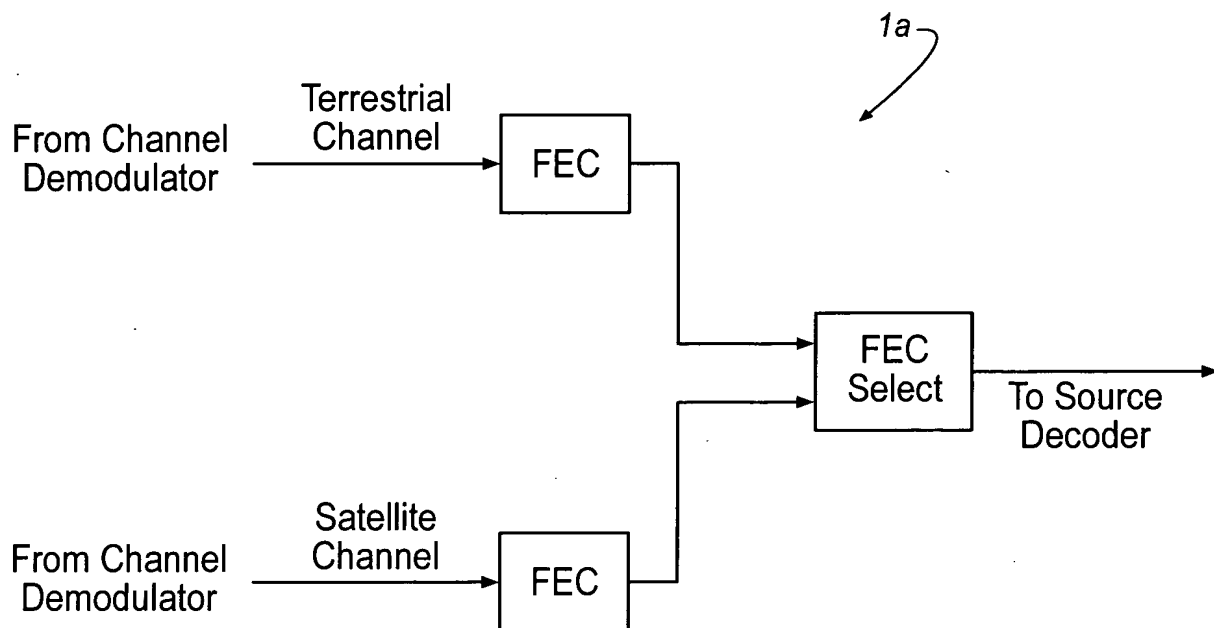 1a
Terrestrial
Channel
From Channel
Demodulator
FEC
FEC
Select
To Source
Decoder
Satellite
Channel
From Channel
Demodulator
FEC